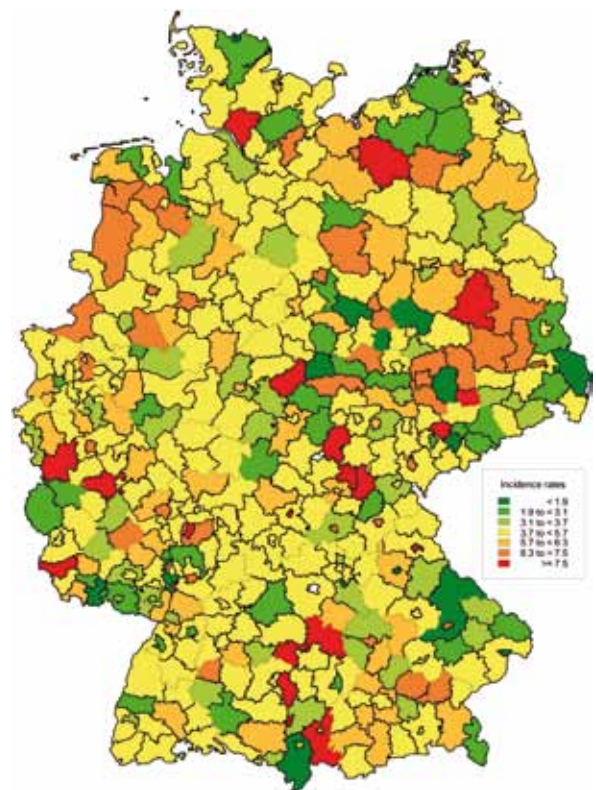 Incidence rates
< 1.9
1.9 to < 3.1
3.1 to < 3.7
3.7 to < 5.7
5.7 to < 6.3
6.3 to < 7.5
>= 7.5